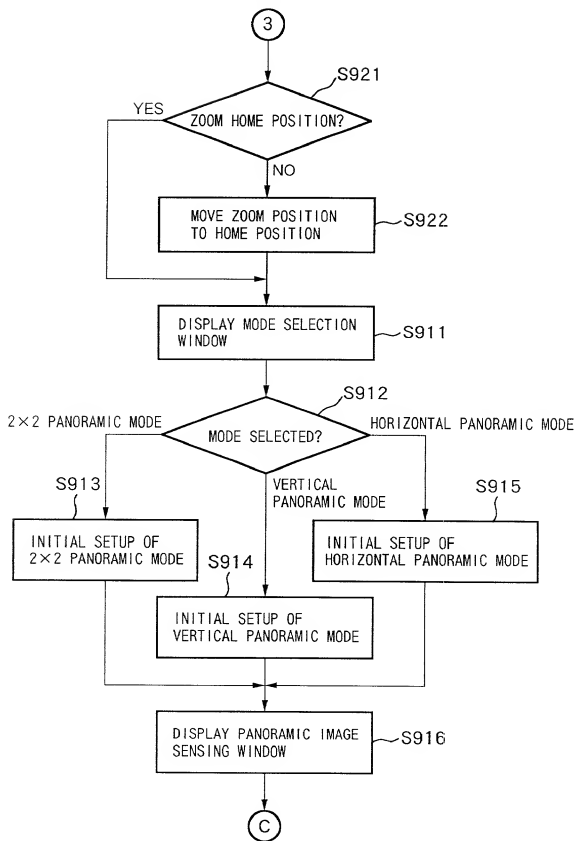 3
S921
YES
ZOOM HOME POSITION?
NO
MOVE ZOOM POSITION
TO HOME POSITION
S922
DISPLAY MODE SELECTION
WINDOW
S911
S912
2×2 PANORAMIC MODE
MODE SELECTED?
HORIZONTAL PANORAMIC MODE
VERTICAL
PANORAMIC MODE
S913
INITIAL SETUP OF
2×2 PANORAMIC MODE
S915
INITIAL SETUP OF
HORIZONTAL PANORAMIC MODE
S914
INITIAL SETUP OF
VERTICAL PANORAMIC MODE
DISPLAY PANORAMIC IMAGE
SENSING WINDOW
S916
C